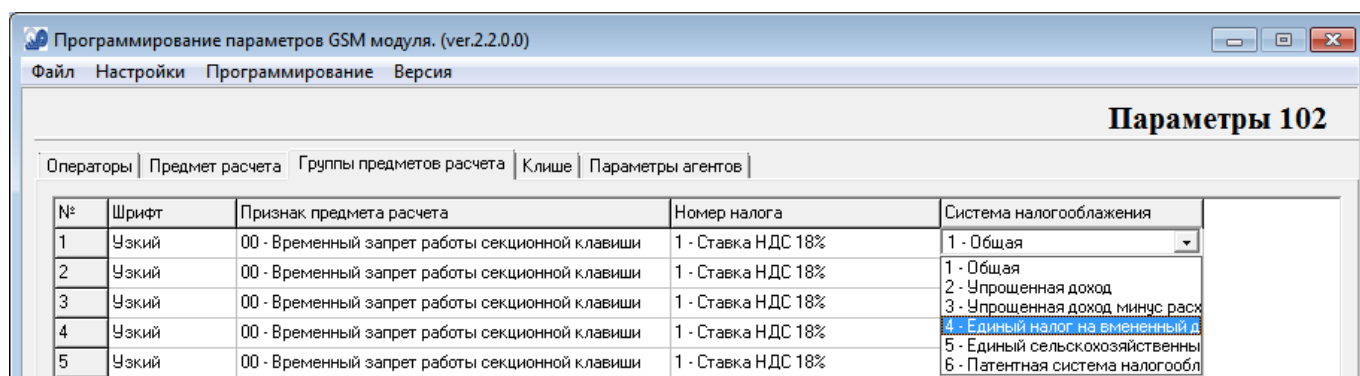 Программирование параметров GSM модуля. (ver.2.2.0.0)
Файл Настройки Программирование Версия
Параметры 102
Операторы Предмет расчета Группы предметов расчета Клише Параметры агентов
№ Шрифт Признак предмета расчета Номер налога Система налогооблажения
1 Узкий 00 - Временный запрет работы секционной клавиши 1 - Ставка НДС 18% 1 - Общая
2 Узкий 00 - Временный запрет работы секционной клавиши 1 - Ставка НДС 18%
3 Узкий 00 - Временный запрет работы секционной клавиши 1 - Ставка НДС 18%
4 Узкий 00 - Временный запрет работы секционной клавиши 1 - Ставка НДС 18%
5 Узкий 00 - Временный запрет работы секционной клавиши 1 - Ставка НДС 18%
1 - Общая
2 - Упрощенная доход
3 - Упрощенная доход минус расх
4 - Единый налог на вмененный д
5 - Единый сельскохозяйственны
6 - Патентная система налогообл